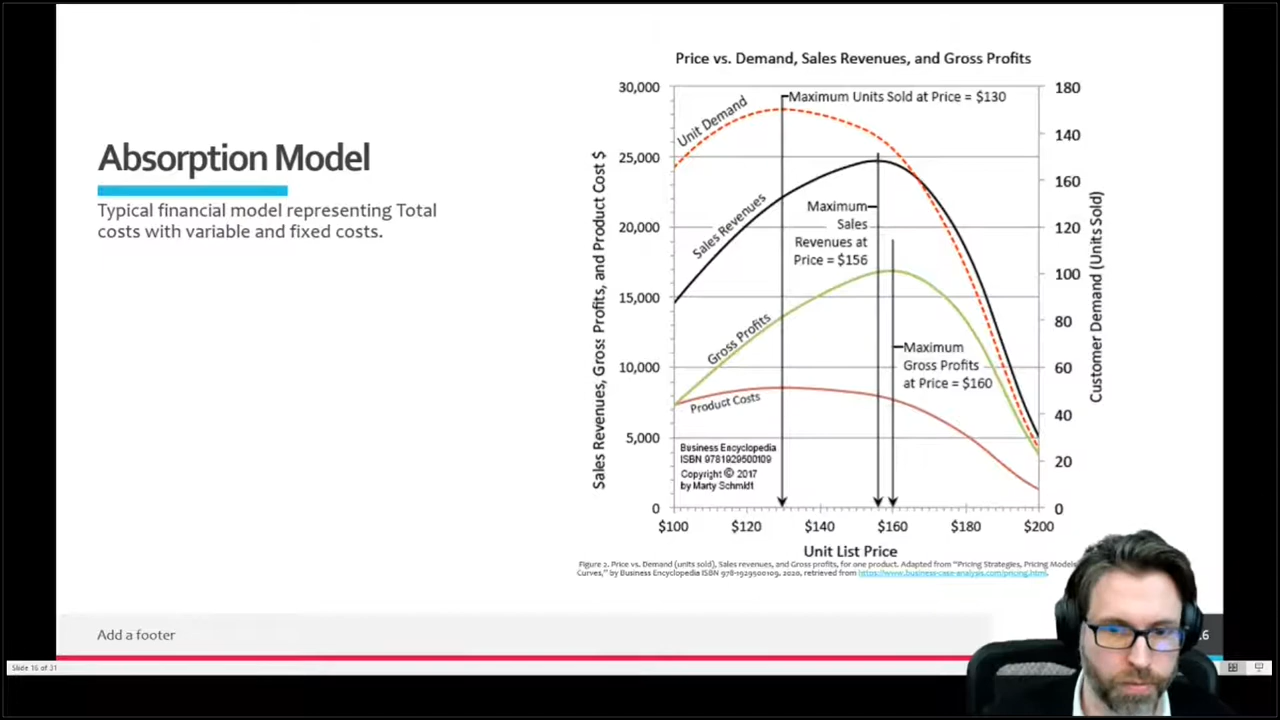 Absorption Model
Typical financial model representing Total
costs with variable and fixed costs.
Price vs. Demand, Sales Revenues, and Gross Profits
Sales Revenues, Gross Profits, and Product Cost $
30,000
25,000
20,000
15,000
10,000
5,000
0
180
140
160
120
100
80
60
40
20
0
Customer Demand (Units Sold)
Maximum Units Sold at Price = $130
Unit Demand
Sales Revenues
Maximum
Sales
Revenues at
Price = $156
Gross Profits
Maximum
Gross Profits
at Price = $160
Product Costs
Business Encyclopedia
ISBN 9781929500109
Copyright © 2017
by Marty Schmidt
$100 $120 $140 $160 $180 $200
Unit List Price
Figure 2. Price vs. Demand (units sold), Sales revenues, and Gross profits, for one product. Adapted from “Pricing Strategies, Pricing Models
Curves,” by Business Encyclopedia ISBN 978-1929500109, 2020, retrieved from https://www.business-case-analysis.com/pricing.html.
Add a footer
Slide 16 of 31